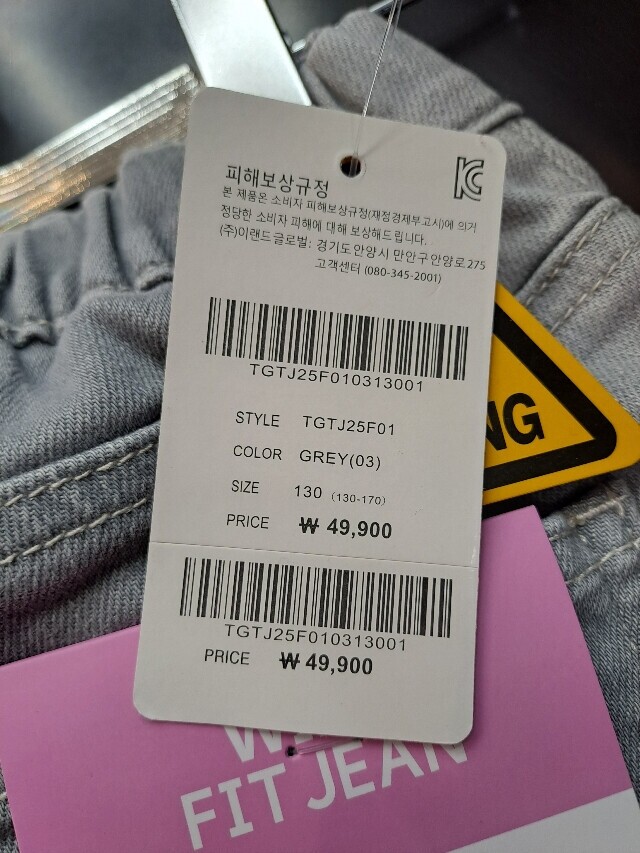 피해보상규정
본 제품은 소비자 피해보상규정(재정경제부고시)에 의거
정당한 소비자 피해에 대해 보상해드립니다.
(주)이랜드글로벌: 경기도안양시 만안구안양로275
고객센터 (080-345-2001)
TGTJ25F010313001
STYLE TGTJ25F01
COLOR GREY(03)
SIZE 130 (130-170)
PRICE ₩ 49,900
TGTJ25F010313001
PRICE ₩ 49,900
FIT JEAN